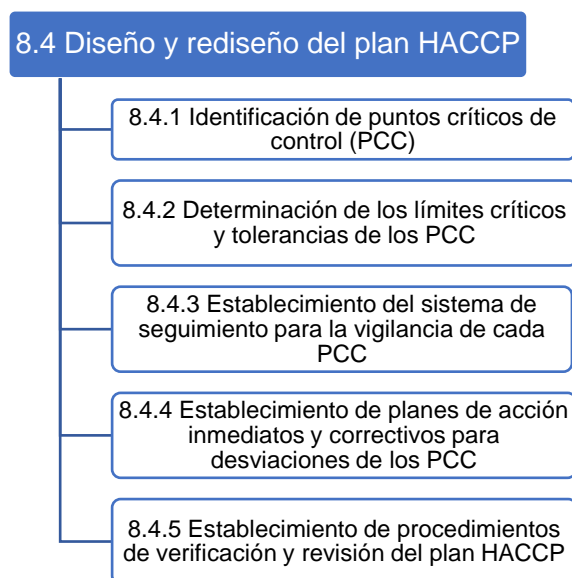 8.4 Diseño y rediseño del plan HACCP
8.4.1 Identificación de puntos críticos de
control (PCC)
8.4.2 Determinación de los límites críticos
y tolerancias de los PCC
8.4.3 Establecimiento del sistema de
seguimiento para la vigilancia de cada
PCC
8.4.4 Establecimiento de planes de acción
inmediatos y correctivos para
desviaciones de los PCC
8.4.5 Establecimiento de procedimientos
de verificación y revisión del plan HACCP